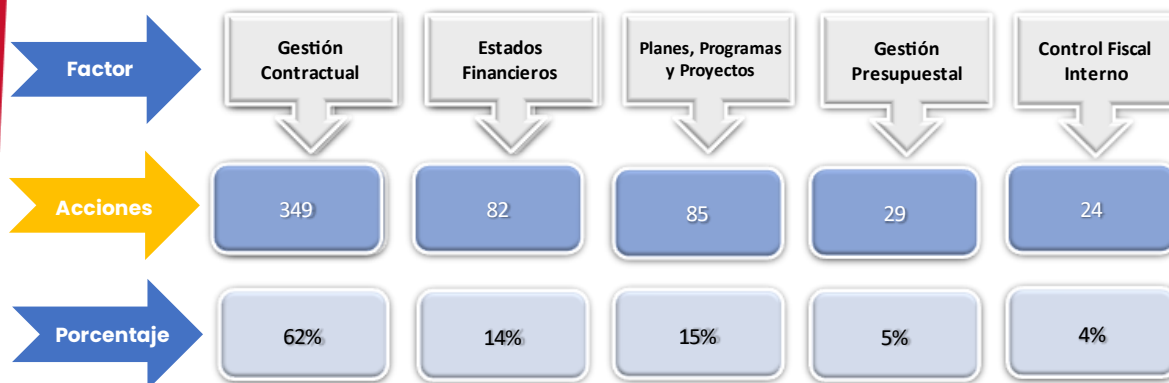 Factor
Gestión
Contractual
Estados
Financieros
Planes, Programas
y Proyectos
Gestión
Presupuestal
Control Fiscal
Interno
Acciones
349
82
85
29
24
Porcentaje
62%
14%
15%
5%
4%